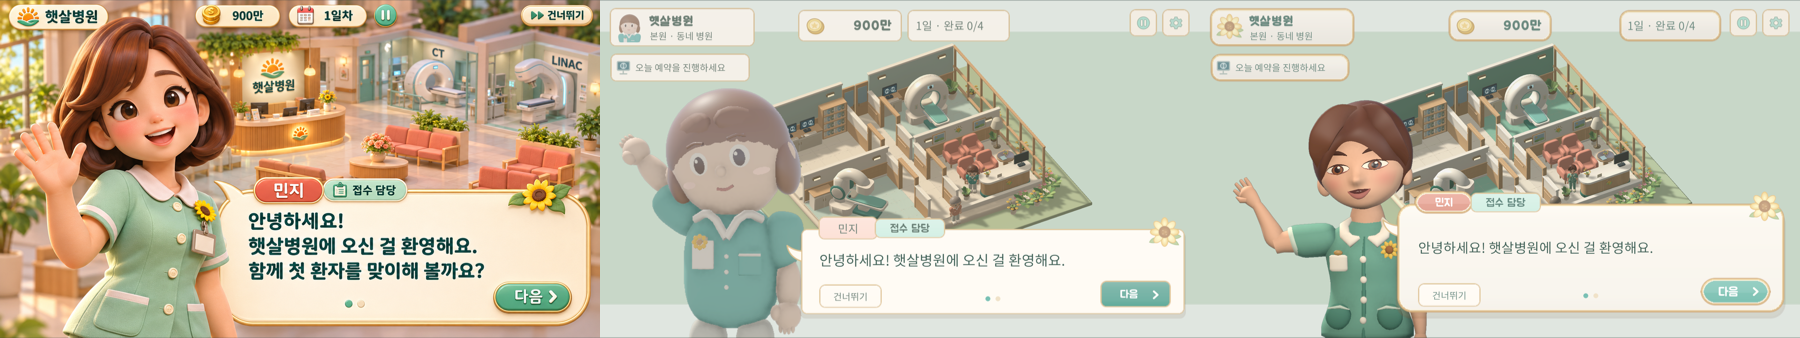 햇살병원
900만
1일차
건너뛰기
햇살병원
CT
LINAC
민지
접수 담당
안녕하세요!
햇살병원에 오신 걸 환영해요.
함께 첫 환자를 맞이해 볼까요?
다음
햇살병원
본원 · 동네 병원
900만
1일 · 완료 0/4
오늘 예약을 진행하세요
민지
접수 담당
안녕하세요! 햇살병원에 오신 걸 환영해요.
건너뛰기
다음
햇살병원
본원 · 동네 병원
900만
1일 · 완료 0/4
오늘 예약을 진행하세요
민지
접수 담당
안녕하세요! 햇살병원에 오신 걸 환영해요.
건너뛰기
다음